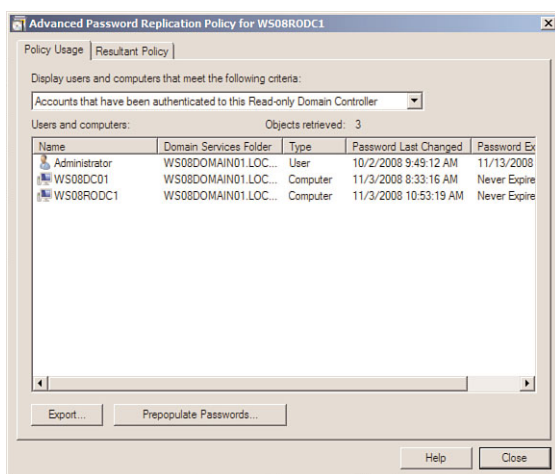 Advanced Password Replication Policy for WS08RODC1
Policy Usage Resultant Policy
Display users and computers that meet the following criteria:
Accounts that have been authenticated to this Read-only Domain Controller
Users and computers: Objects retrieved: 3
Name Domain Services Folder Type Password Last Changed Password Ex
Administrator WS08DOMAIN01.LOC... User 10/2/2008 9:49:12 AM 11/13/2008
WS08DC01 WS08DOMAIN01.LOC... Computer 11/3/2008 8:33:16 AM Never Expire
WS08RODC1 WS08DOMAIN01.LOC... Computer 11/3/2008 10:53:19 AM Never Expire
Export... Prepopulate Passwords...
Help Close